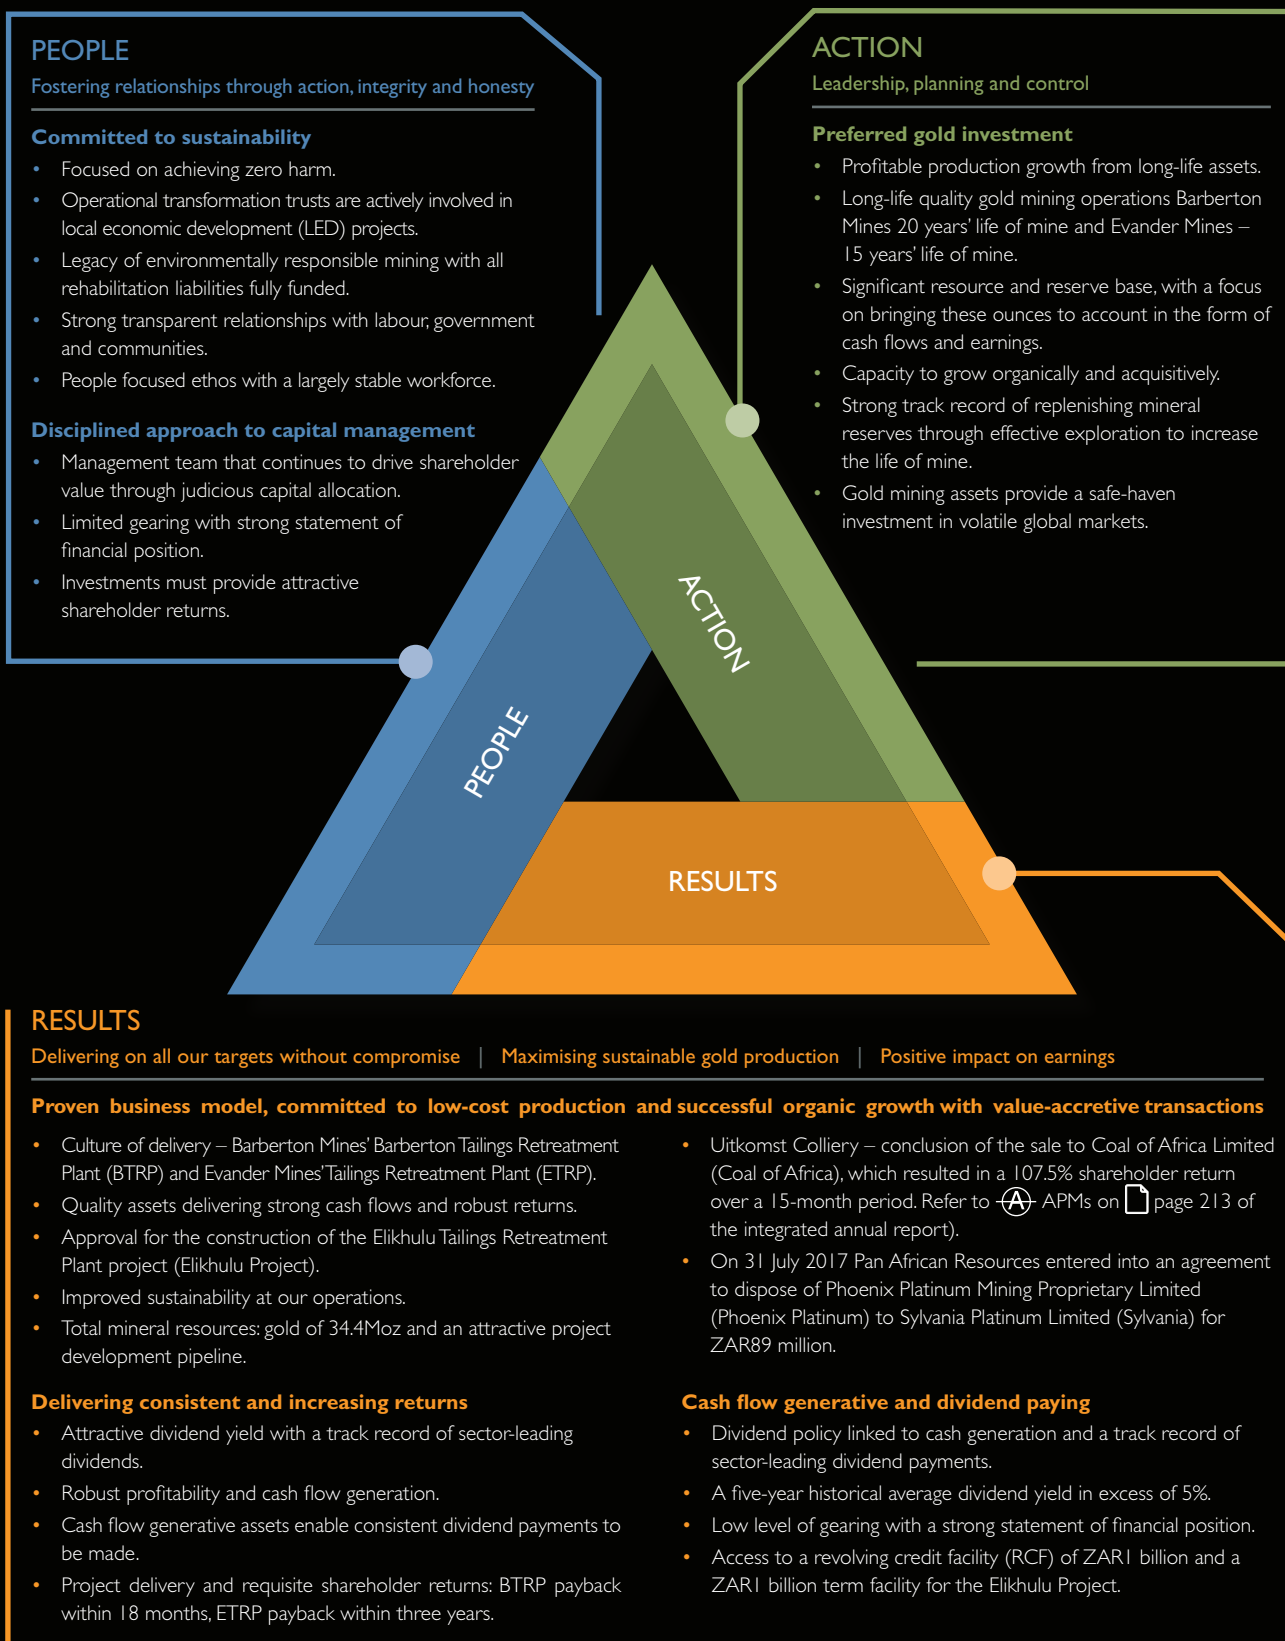 PEOPLE
Fostering relationships through action, integrity and honesty
Committed to sustainability
• Focused on achieving zero harm.
• Operational transformation trusts are actively involved in
local economic development (LED) projects.
• Legacy of environmentally responsible mining with all
rehabilitation liabilities fully funded.
• Strong transparent relationships with labour, government
and communities.
• People focused ethos with a largely stable workforce.
Disciplined approach to capital management
• Management team that continues to drive shareholder
value through judicious capital allocation.
• Limited gearing with strong statement of
financial position.
• Investments must provide attractive
shareholder returns.
ACTION
Leadership, planning and control
Preferred gold investment
• Profitable production growth from long-life assets.
• Long-life quality gold mining operations Barberton
Mines 20 years' life of mine and Evander Mines –
15 years' life of mine.
• Significant resource and reserve base, with a focus
on bringing these ounces to account in the form of
cash flows and earnings.
• Capacity to grow organically and acquisitively.
• Strong track record of replenishing mineral
reserves through effective exploration to increase
the life of mine.
• Gold mining assets provide a safe-haven
investment in volatile global markets.
ACTION
PEOPLE
RESULTS
RESULTS
Delivering on all our targets without compromise | Maximising sustainable gold production | Positive impact on earnings
Proven business model, committed to low-cost production and successful organic growth with value-accretive transactions
• Culture of delivery – Barberton Mines' Barberton Tailings Retreatment
Plant (BTRP) and Evander Mines' Tailings Retreatment Plant (ETRP).
• Quality assets delivering strong cash flows and robust returns.
• Approval for the construction of the Elikhulu Tailings Retreatment
Plant project (Elikhulu Project).
• Improved sustainability at our operations.
• Total mineral resources: gold of 34.4Moz and an attractive project
development pipeline.
• Uitkomst Colliery – conclusion of the sale to Coal of Africa Limited
(Coal of Africa), which resulted in a 107.5% shareholder return
over a 15-month period. Refer to A APMs on page 213 of
the integrated annual report).
• On 31 July 2017 Pan African Resources entered into an agreement
to dispose of Phoenix Platinum Mining Proprietary Limited
(Phoenix Platinum) to Sylvania Platinum Limited (Sylvania) for
ZAR89 million.
Delivering consistent and increasing returns
• Attractive dividend yield with a track record of sector-leading
dividends.
• Robust profitability and cash flow generation.
• Cash flow generative assets enable consistent dividend payments to
be made.
• Project delivery and requisite shareholder returns: BTRP payback
within 18 months, ETRP payback within three years.
Cash flow generative and dividend paying
• Dividend policy linked to cash generation and a track record of
sector-leading dividend payments.
• A five-year historical average dividend yield in excess of 5%.
• Low level of gearing with a strong statement of financial position.
• Access to a revolving credit facility (RCF) of ZAR1 billion and a
ZAR1 billion term facility for the Elikhulu Project.